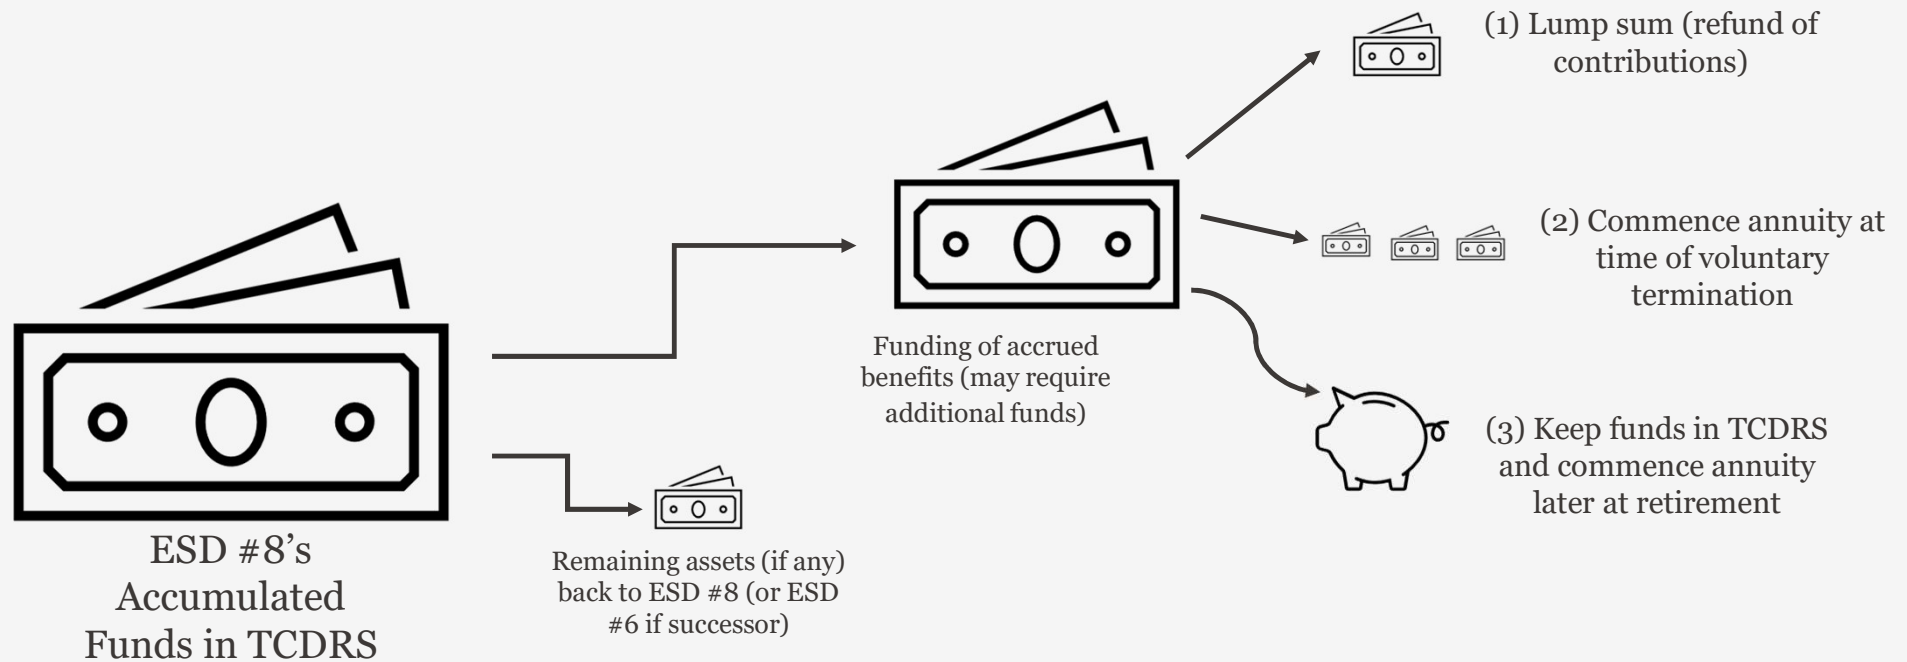 ESD #8’s
Accumulated
Funds in TCDRS
Remaining assets (if any)
back to ESD #8 (or ESD
#6 if successor)
Funding of accrued
benefits (may require
additional funds)
(1) Lump sum (refund of
contributions)
(2) Commence annuity at
time of voluntary
termination
(3) Keep funds in TCDRS
and commence annuity
later at retirement